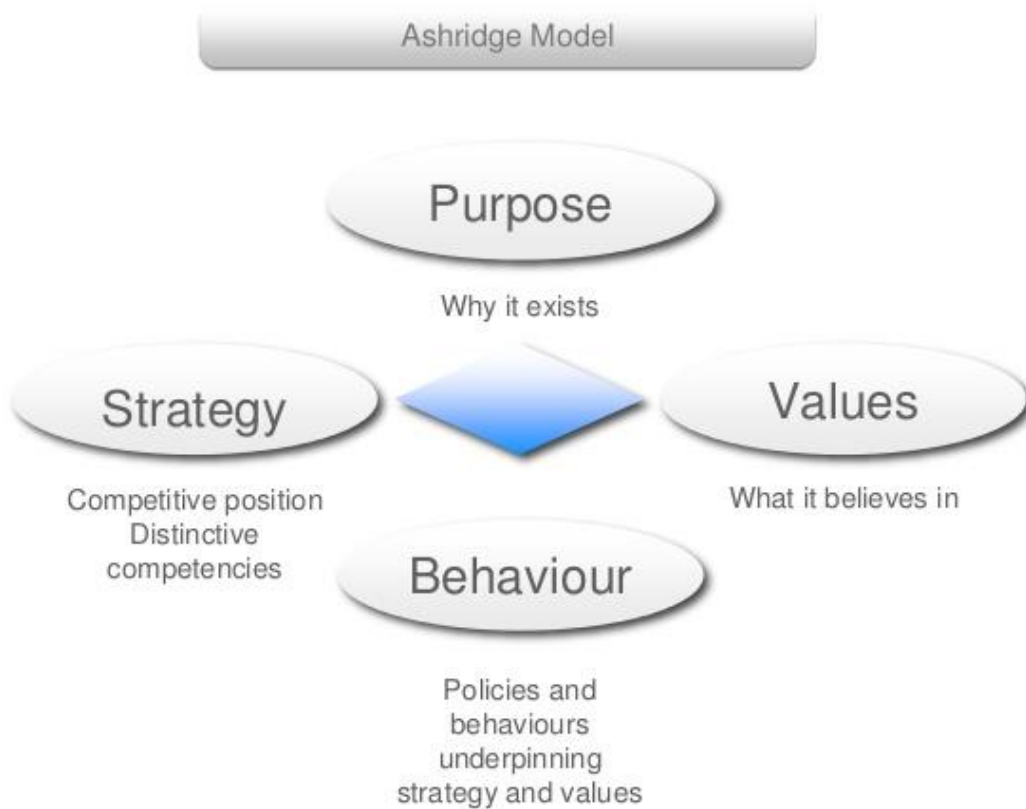 Ashridge Model
Purpose
Why it exists
Strategy
Competitive position
Distinctive
competencies
Values
What it believes in
Behaviour
Policies and
behaviours
underpinning
strategy and values